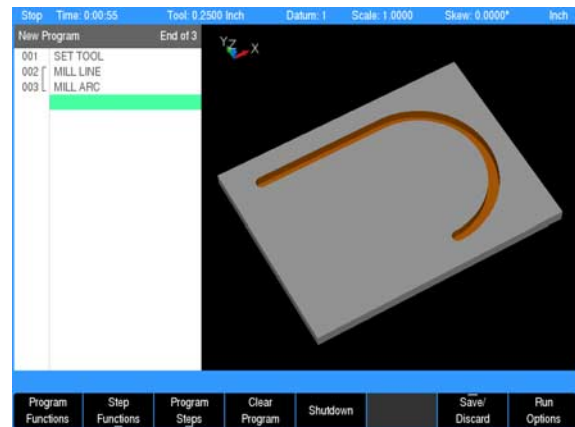 Stop Time: 0:00:55 Tool: 0.2500 Inch Datum: 1 Scale: 1.0000 Skew: 0.0000° Inch
New Program End of 3
001 SET TOOL
002 MILL LINE
003 MILL ARC
Y Z X
Program Functions
Step Functions
Program Steps
Clear Program
Shutdown
Save/ Discard
Run Options